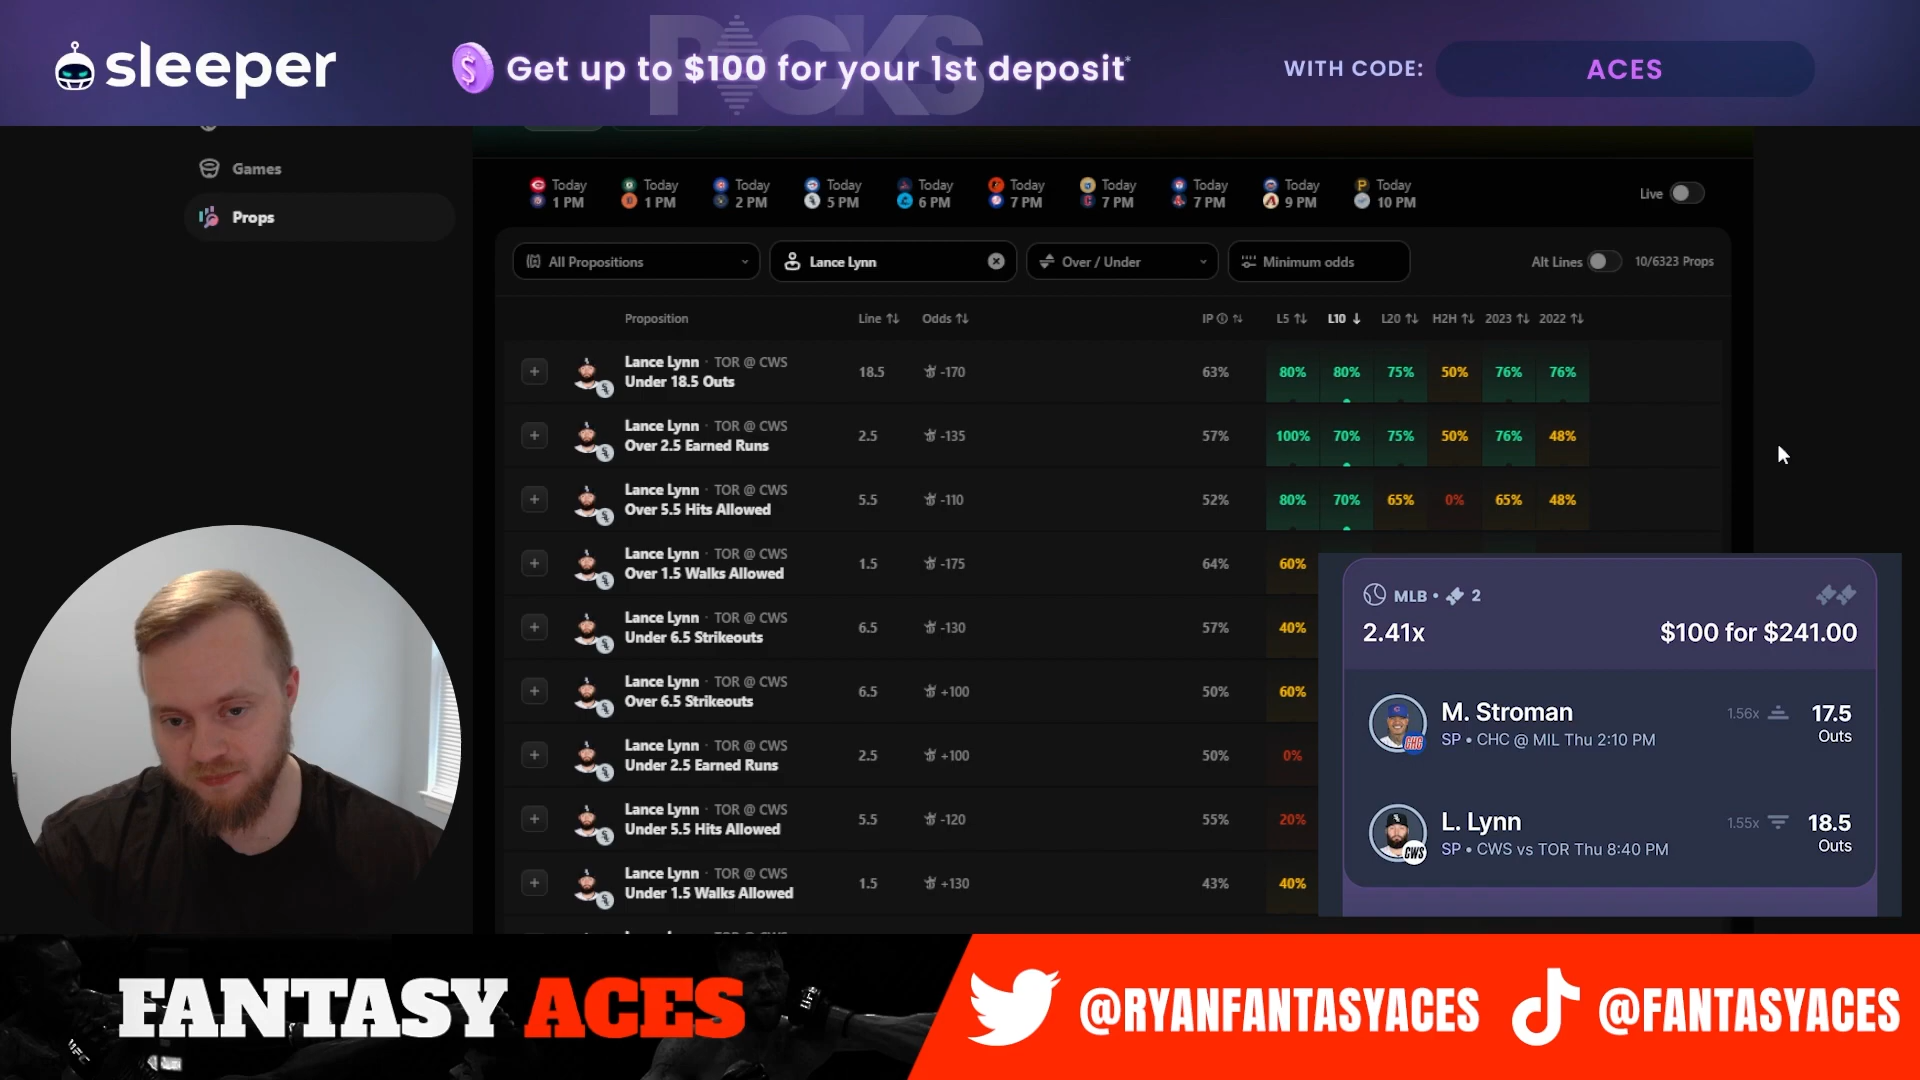 sleeper
PICKS
Get up to $100 for your 1st deposit*
WITH CODE:
ACES
Games
Props
Today 1 PM
Today 1 PM
Today 2 PM
Today 5 PM
Today 6 PM
Today 7 PM
Today 7 PM
Today 7 PM
Today 9 PM
Today 10 PM
Live
All Propositions
Lance Lynn
Over / Under
Minimum odds
Alt Lines
10/6323 Props
Proposition Line Odds IP L5 L10 L20 H2H 2023 2022
Lance Lynn · TOR @ CWS
Under 18.5 Outs 18.5 -170 63% 80% 80% 75% 50% 76% 76%
Lance Lynn · TOR @ CWS
Over 2.5 Earned Runs 2.5 -135 57% 100% 70% 75% 50% 76% 48%
Lance Lynn · TOR @ CWS
Over 5.5 Hits Allowed 5.5 -110 52% 80% 70% 65% 0% 65% 48%
Lance Lynn · TOR @ CWS
Over 1.5 Walks Allowed 1.5 -175 64% 60%
Lance Lynn · TOR @ CWS
Under 6.5 Strikeouts 6.5 -130 57% 40%
Lance Lynn · TOR @ CWS
Over 6.5 Strikeouts 6.5 +100 50% 60%
Lance Lynn · TOR @ CWS
Under 2.5 Earned Runs 2.5 +100 50% 0%
Lance Lynn · TOR @ CWS
Under 5.5 Hits Allowed 5.5 -120 55% 20%
Lance Lynn · TOR @ CWS
Under 1.5 Walks Allowed 1.5 +130 43% 40%
MLB • 2
2.41x $100 for $241.00
M. Stroman 1.56x 17.5
SP • CHC @ MIL Thu 2:10 PM Outs
CHC
L. Lynn 1.55x 18.5
SP • CWS vs TOR Thu 8:40 PM Outs
CWS
FANTASY ACES
@RYANFANTASYACES
@FANTASYACES
UFC